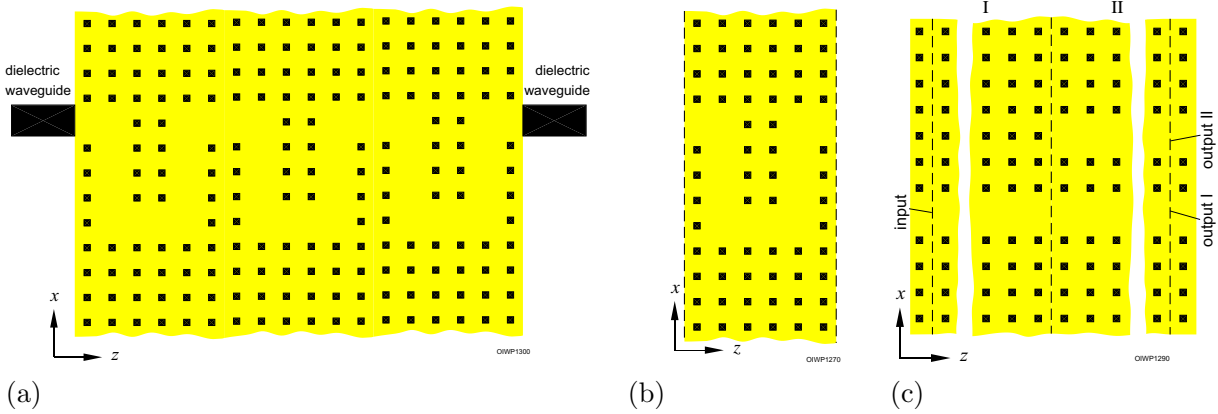 dielectric
waveguide
dielectric
waveguide
x
z
OIWP1300
(a)
x
z
OIWP1270
(b)
I
II
input
output II
output I
x
z
OIWP1290
(c)